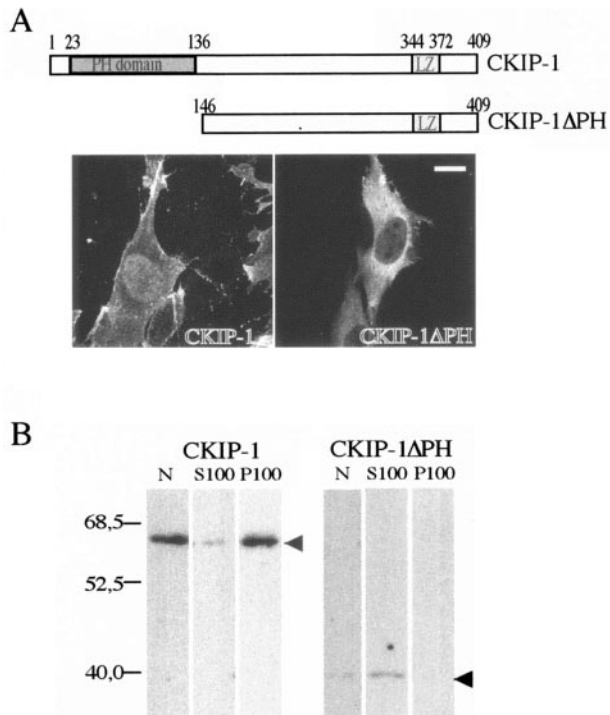 A
1 23 136 344 372 409
PH domain LZ CKIP-1
146 409
LZ CKIP-1ΔPH
CKIP-1 CKIP-1ΔPH
B
CKIP-1 CKIP-1ΔPH
N S100 P100 N S100 P100
68,5
52,5
40,0